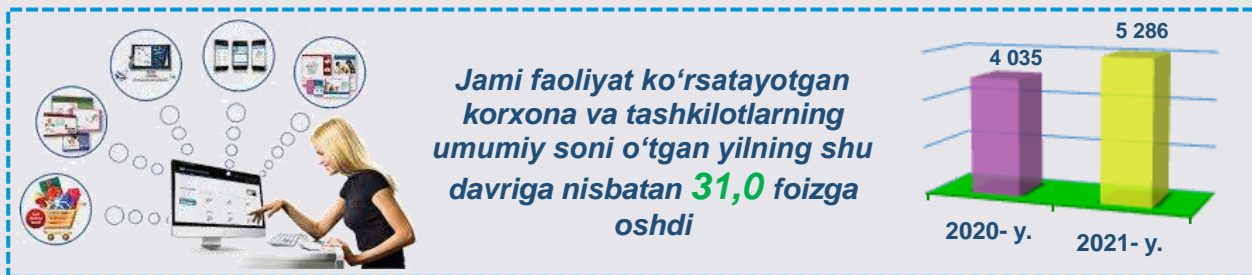 Jami faoliyat ko‘rsatayotgan
korxona va tashkilotlarning
umumiy soni o‘tgan yilning shu
davriga nisbatan 31,0 foizga
oshdi
5 286
4 035
2020- y.
2021- y.